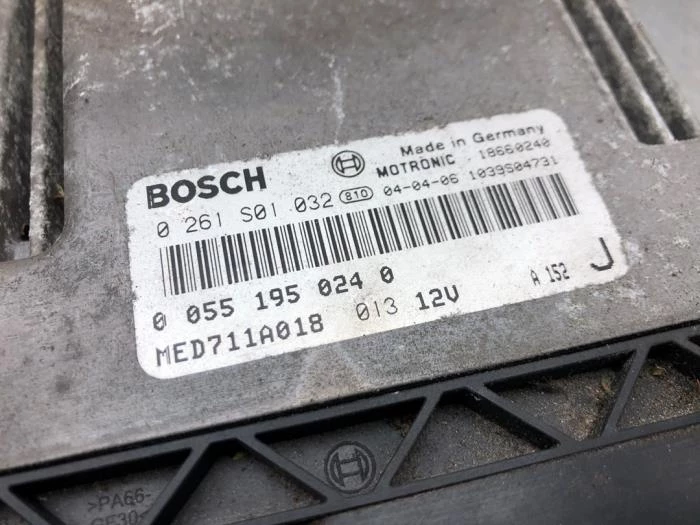 BOSCH
Made in Germany
MOTRONIC 18660240
0 261 S01 032 810 04-04-06 1039S04731
0 055 195 024 0
MED711A018 013 12V A 152 J
>PA66-
GF30<